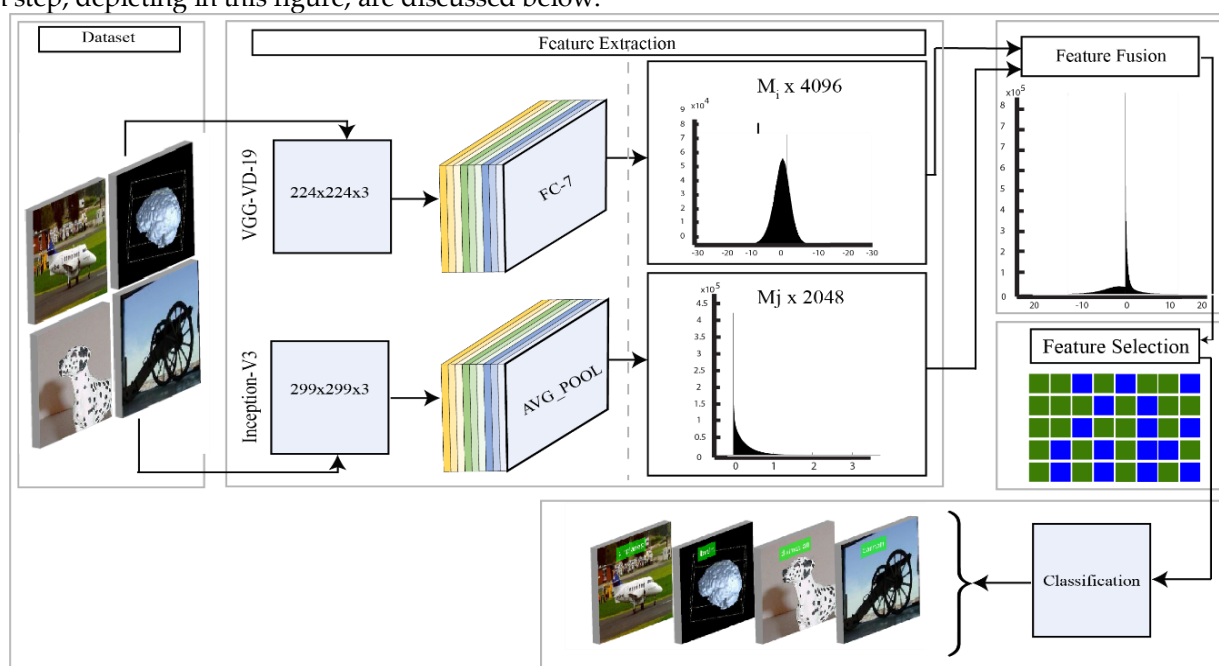 step, depicting in this figure, are discussed below.
Dataset
Feature Extraction
Feature Fusion
VGG-VD-19
224x224x3
FC-7
M_i x 4096
x10^4
9
8
7
6
5
4
3
2
1
0
-30
-20
-10
0
-10
-20
-30
x10^5
8
7
6
5
4
3
2
1
0
20
-10
0
10
20
Inception-V3
299x299x3
AVG_POOL
Mj x 2048
x10^5
4.5
4
3.5
3
2.5
2
1.5
1
0.5
0
0
1
2
3
Feature Selection
Classification